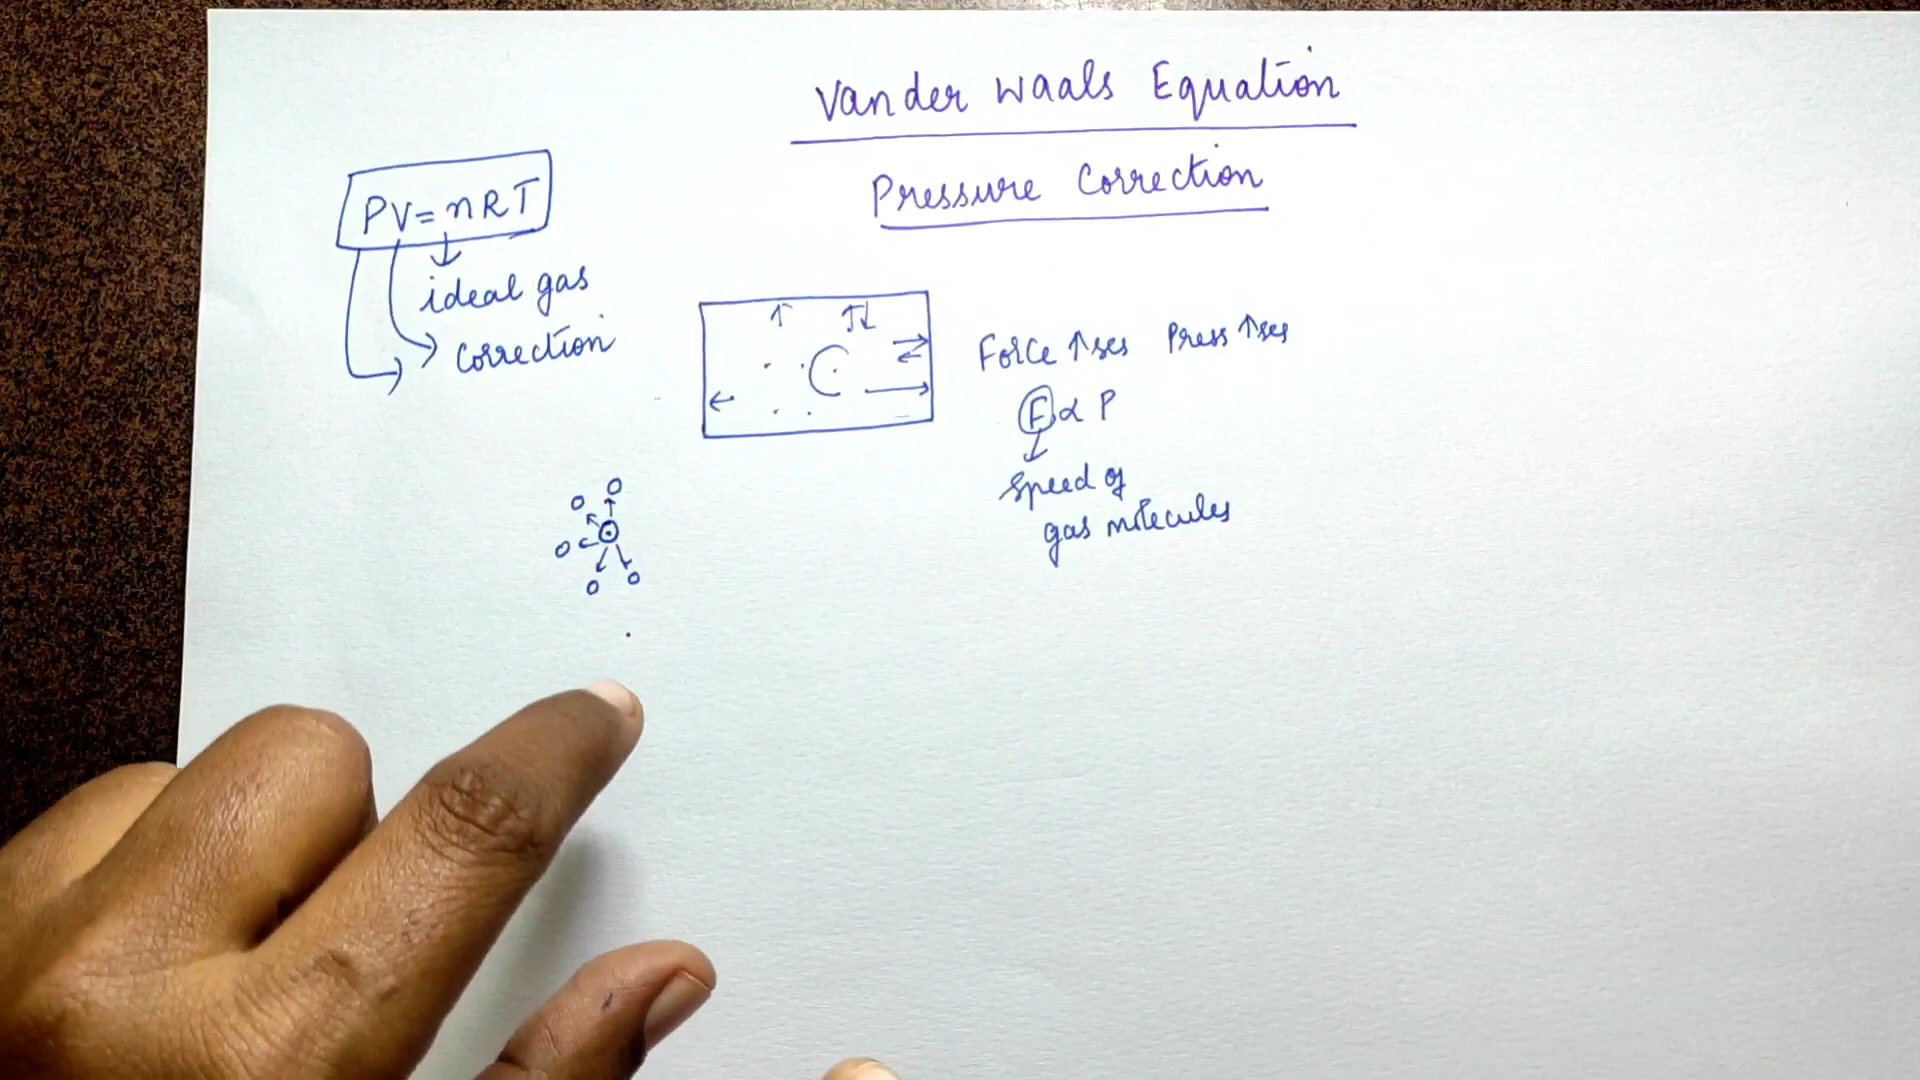 Vander Waals Equation
Pressure Correction
PV = nRT
ideal gas
correction
Force ↑ses Press ↑ses
F ∝ P
Speed of
gas molecules